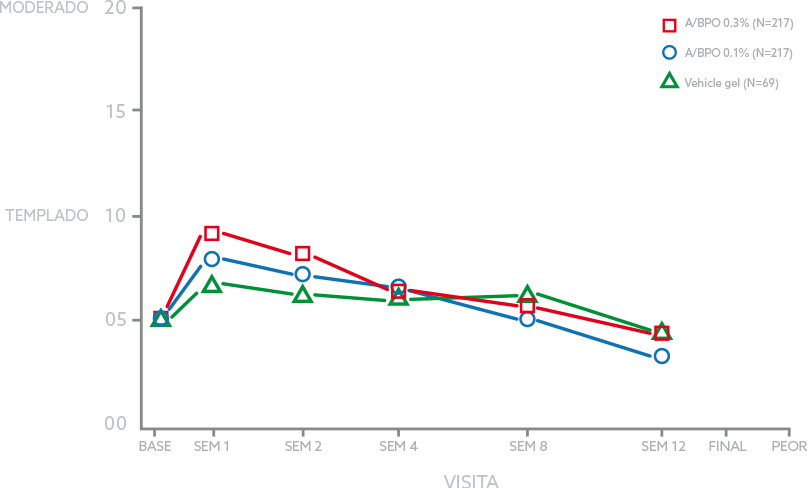 MODERADO 20
A/BPO 0.3% (N=217)
A/BPO 0.1% (N=217)
Vehicle gel (N=69)
15
TEMPLADO 10
05
00
BASE SEM 1 SEM 2 SEM 4 SEM 8 SEM 12 FINAL PEOR
VISITA